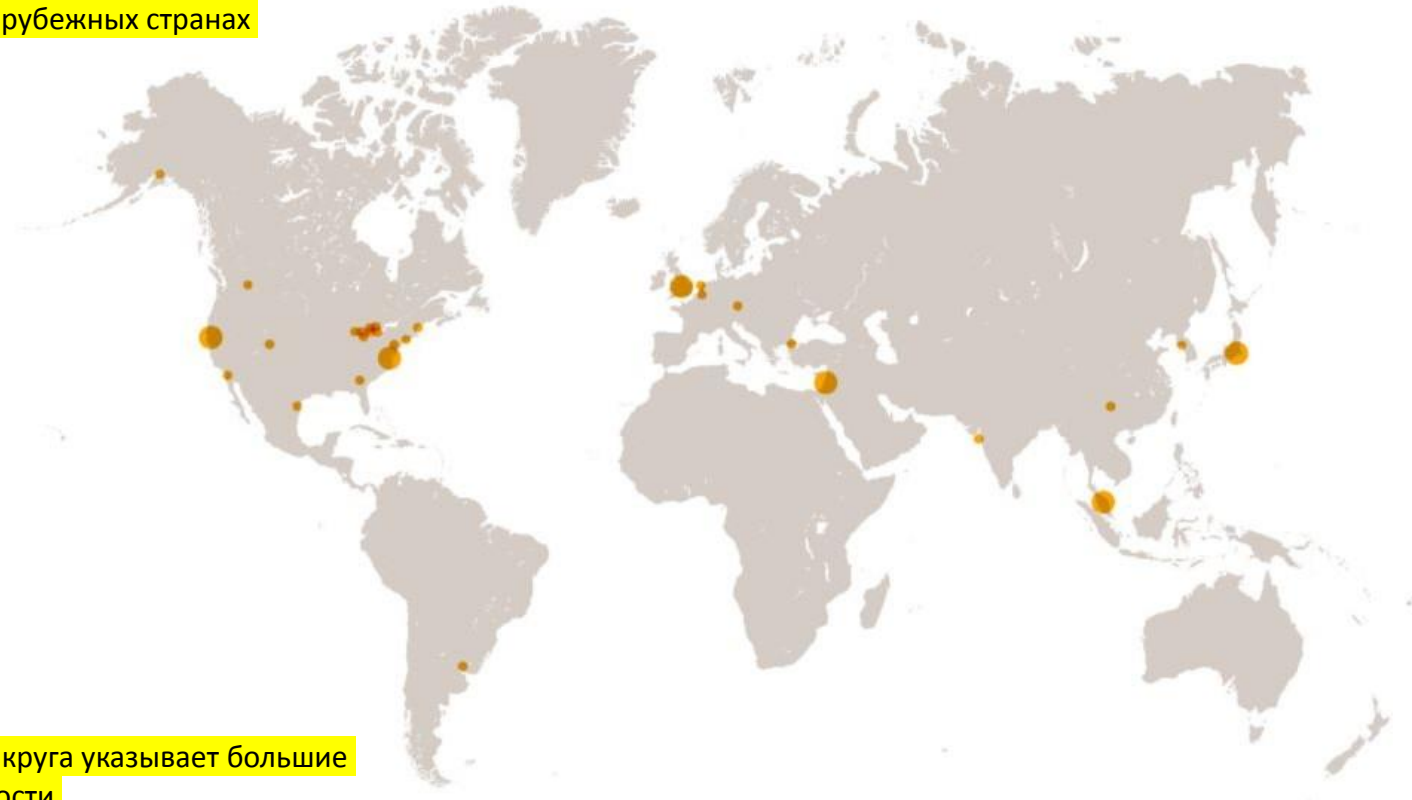 рубежных странах
круга указывает большие
ости